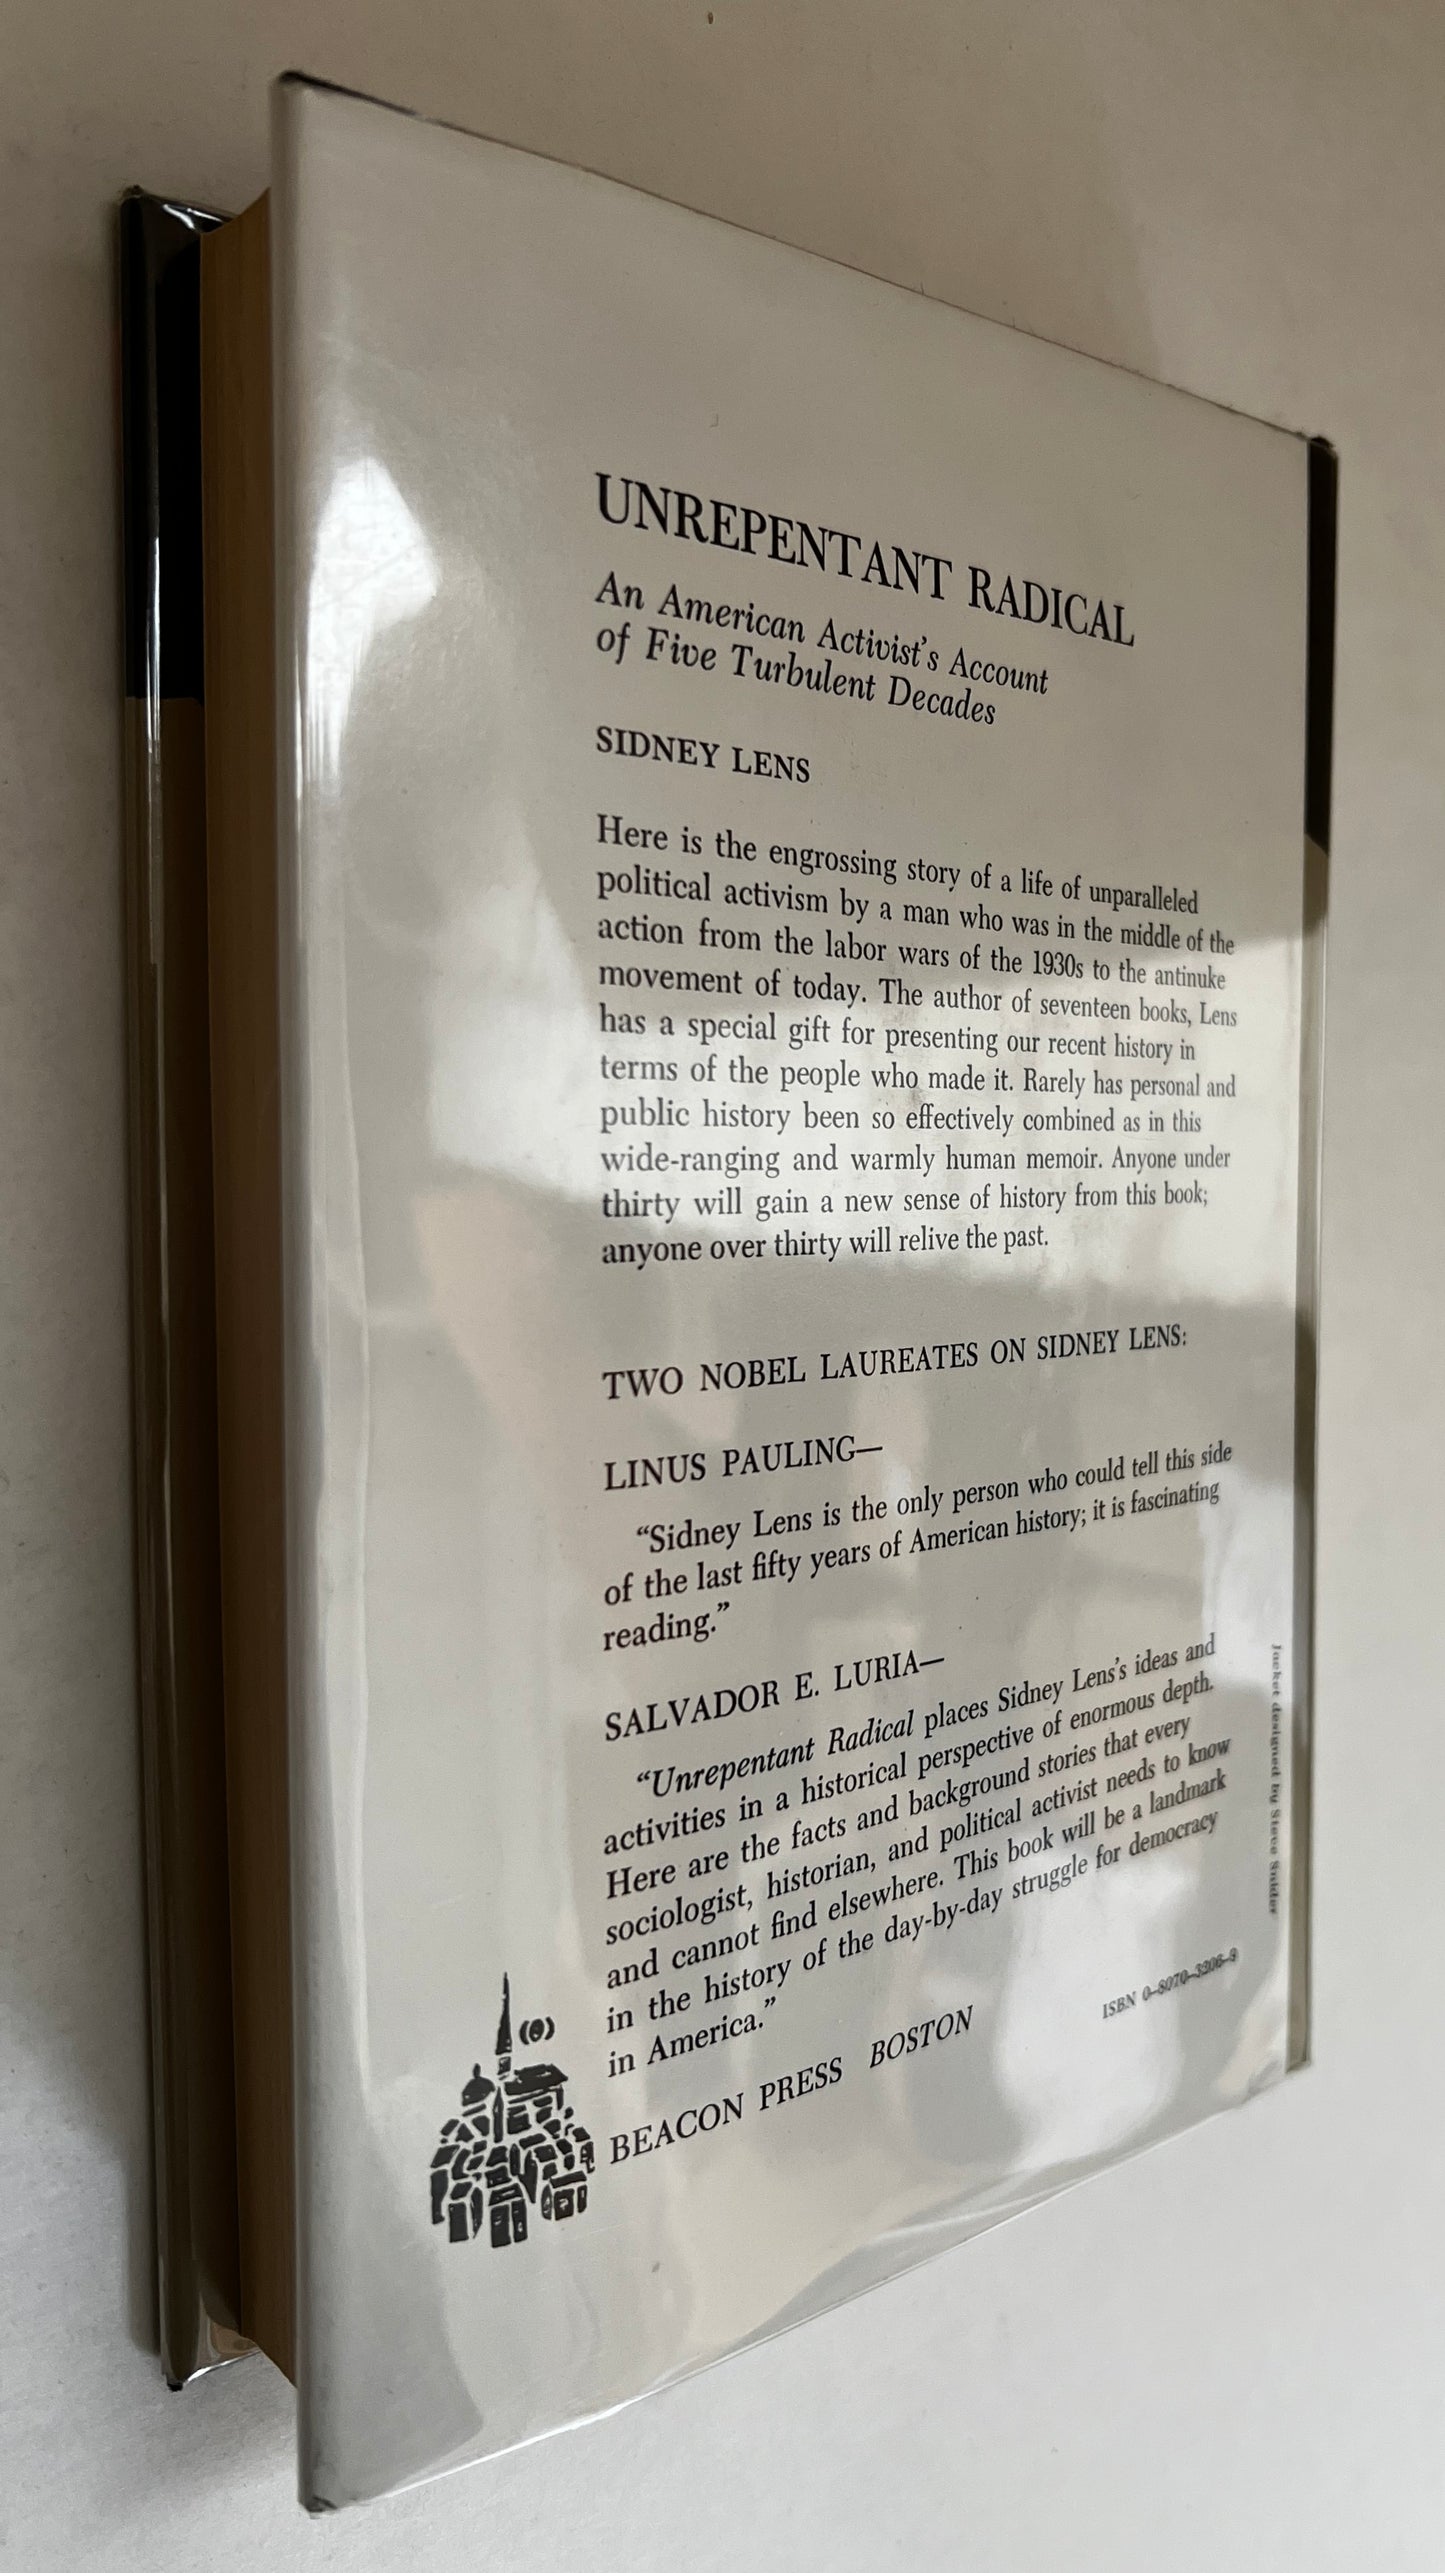 UNREPENTANT RADICAL
An American Activist's Account
of Five Turbulent Decades
SIDNEY LENS
Here is the engrossing story of a life of unparalleled
political activism by a man who was in the middle of the
action from the labor wars of the 1930s to the antinuke
movement of today. The author of seventeen books, Lens
has a special gift for presenting our recent history in
terms of the people who made it. Rarely has personal and
public history been so effectively combined as in this
wide-ranging and warmly human memoir. Anyone under
thirty will gain a new sense of history from this book;
anyone over thirty will relive the past.
TWO NOBEL LAUREATES ON SIDNEY LENS:
LINUS PAULING—
“Sidney Lens is the only person who could tell this side
of the last fifty years of American history; it is fascinating
reading.”
SALVADOR E. LURIA—
“Unrepentant Radical places Sidney Lens's ideas and
activities in a historical perspective of enormous depth.
Here are the facts and background stories that every
sociologist, historian, and political activist needs to know
and cannot find elsewhere. This book will be a landmark
in the history of the day-by-day struggle for democracy
in America.”
BEACON PRESS BOSTON
ISBN 0-8070-3206-9
Jacket designed by Steve Snider